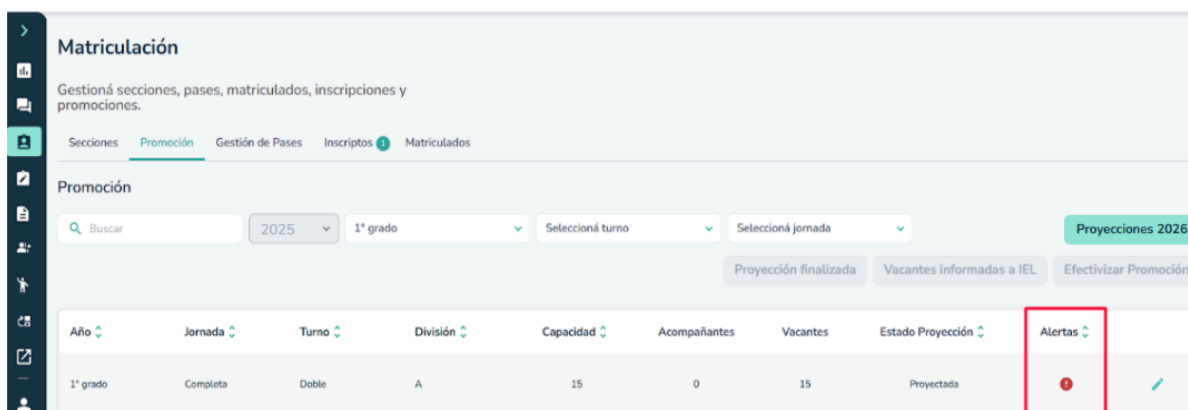 Matriculación
Gestioná secciones, pases, matriculados, inscripciones y
promociones.
Secciones Promoción Gestión de Pases Inscriptos 1 Matriculados
Promoción
Buscar 2025 1° grado Seleccioná turno Seleccioná jornada Proyecciones 2026
Proyección finalizada Vacantes informadas a IEL Efectivizar Promoción
Año Jornada Turno División Capacidad Acompañantes Vacantes Estado Proyección Alertas
1° grado Completa Doble A 15 0 15 Proyectada